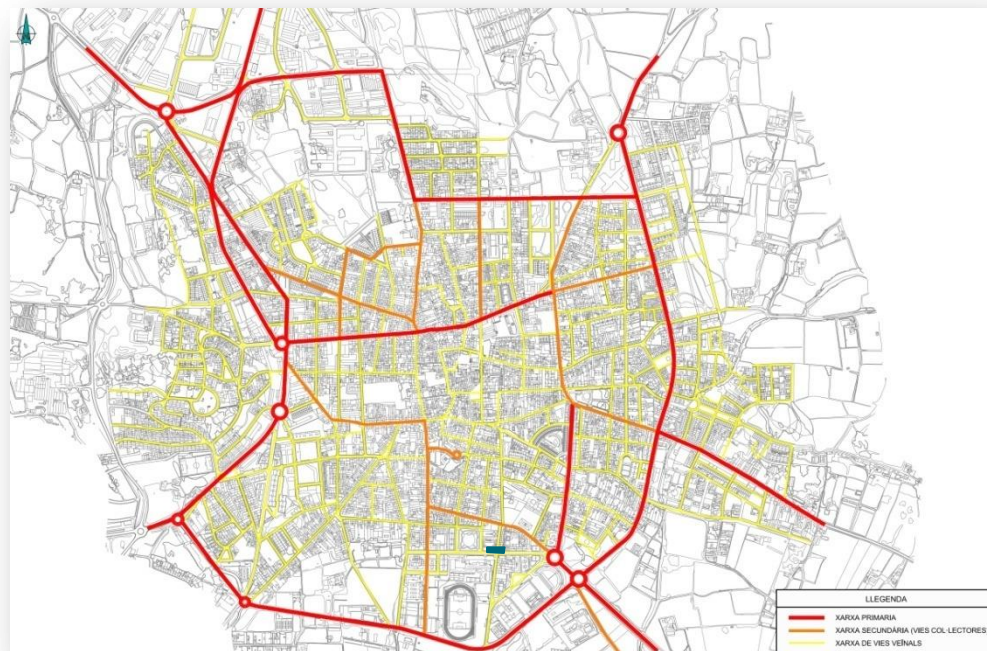 LLEGENDA
XARXA PRIMARIA
XARXA SECUNDÀRIA (VIES COL·LECTORES)
XARXA DE VIES VEÏNALS